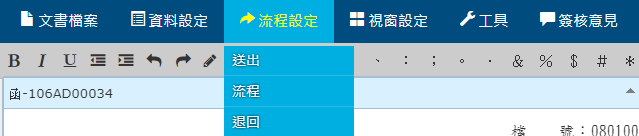 文書檔案 資料設定 流程設定 視窗設定 工具 簽核意見
B I U 、 : ; 。 · & % $ # *
送出
函-106AD00034
流程
退回
檔 號：080100